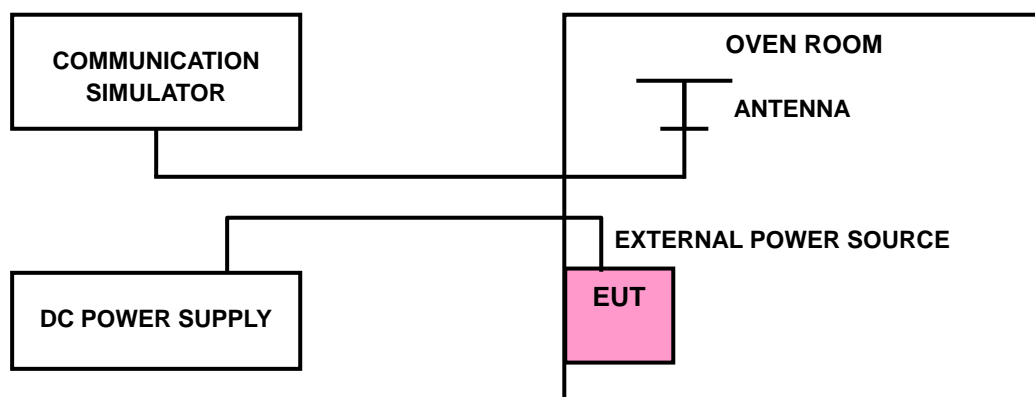 COMMUNICATION
SIMULATOR
OVEN ROOM
ANTENNA
EXTERNAL POWER SOURCE
EUT
DC POWER SUPPLY